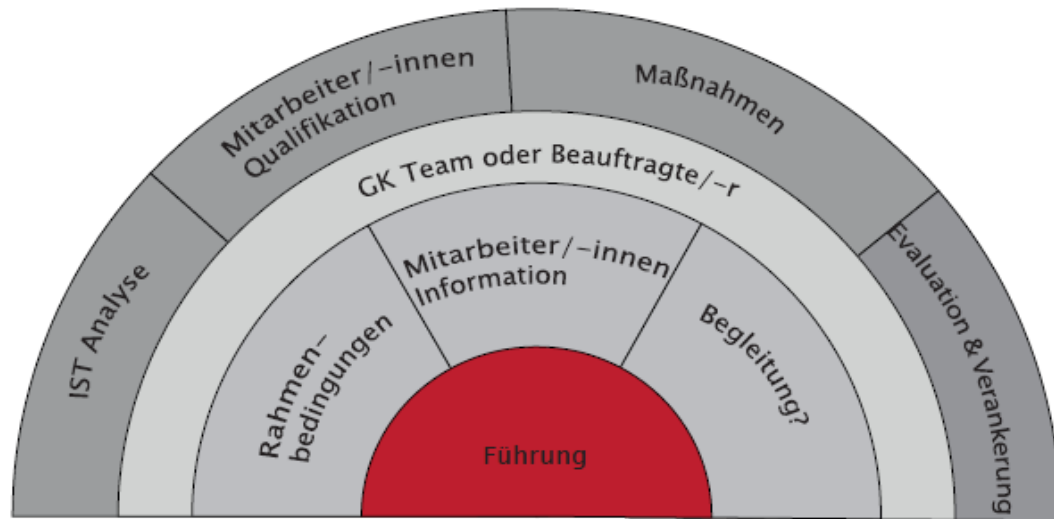 IST Analyse
Mitarbeiter/-innen
Qualifikation
Maßnahmen
Evaluation & Verankerung
GK Team oder Beauftragte/-r
Rahmen-
bedingungen
Mitarbeiter/-innen
Information
Begleitung?
Führung